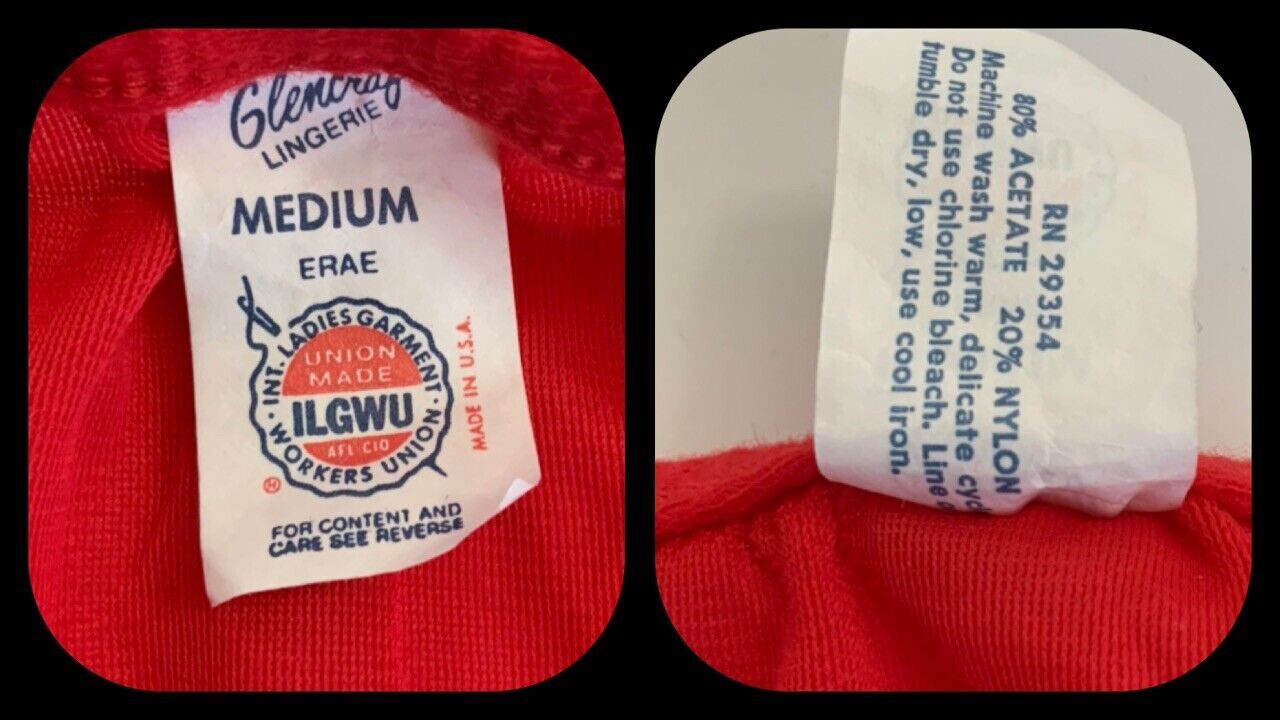 Glencraf
LINGERIE
MEDIUM
ERAE
INT. LADIES GARMENT
WORKERS UNION
UNION
MADE
ILGWU
AFL CIO
MADE IN U.S.A.
FOR CONTENT AND
CARE SEE REVERSE
RN 29354
80% ACETATE 20% NYLON
Machine wash warm, delicate
Do not use chlorine bleach. Line
tumble dry, low, use cool iron.